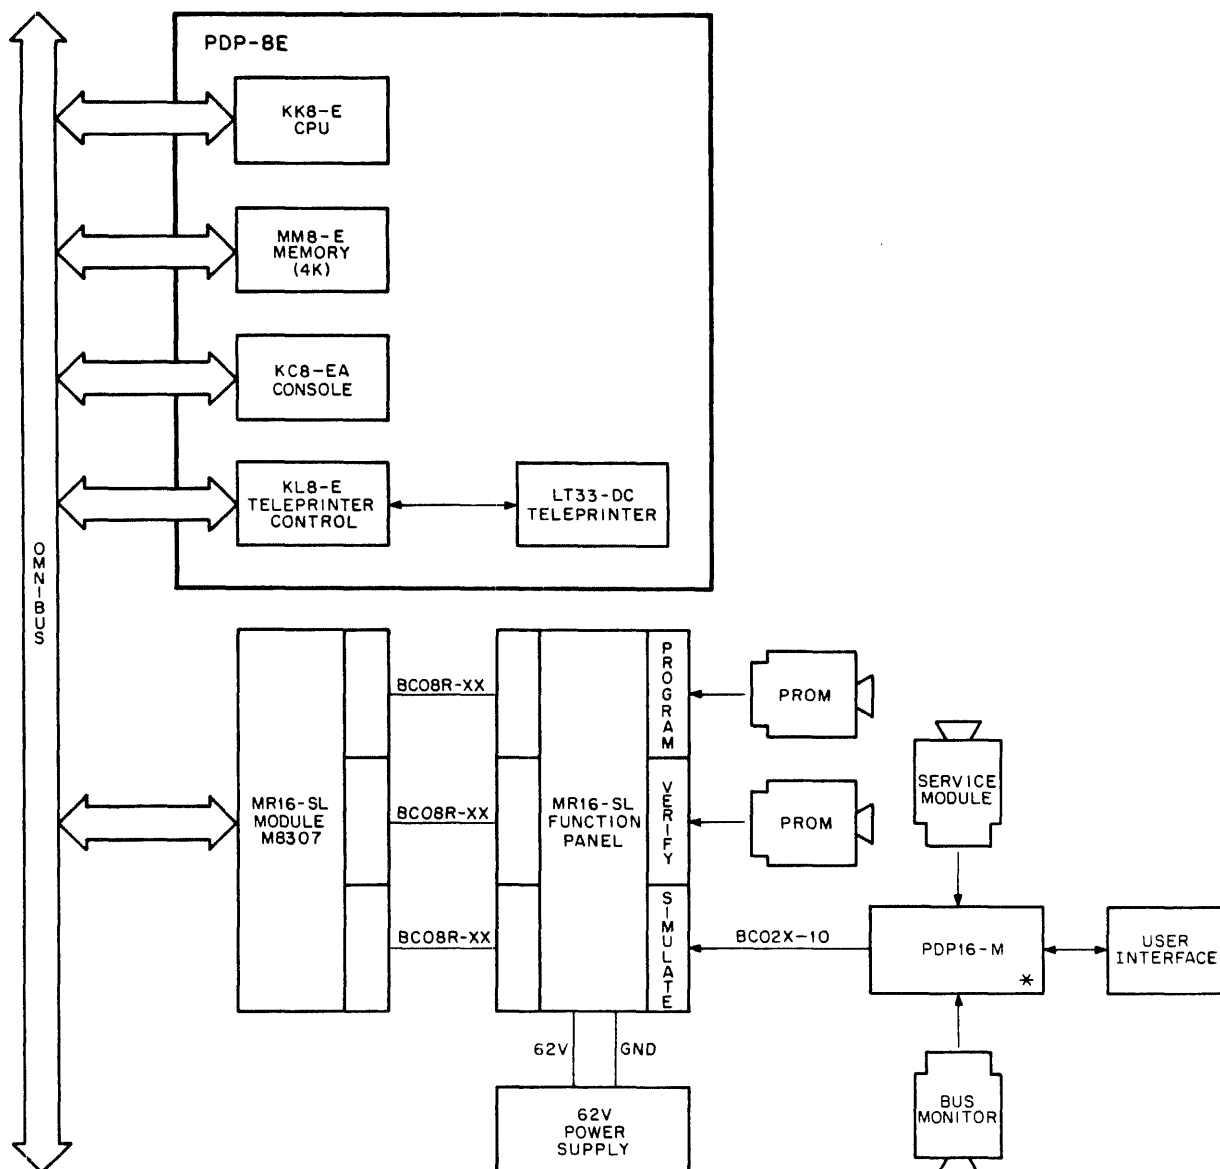 PDP-8E
KK8-E
CPU
MM8-E
MEMORY
(4K)
KC8-EA
CONSOLE
KL8-E
TELEPRINTER
CONTROL
LT33-DC
TELEPRINTER
OMNIBUS
MR16-SL
MODULE
M8307
BC08R-XX
BC08R-XX
BC08R-XX
MR16-SL
FUNCTION
PANEL
PROGRAM
VERIFY
SIMULATE
PROM
PROM
SERVICE
MODULE
BC02X-10
PDP16-M
*
USER
INTERFACE
BUS
MONITOR
62V
GND
62V
POWER
SUPPLY